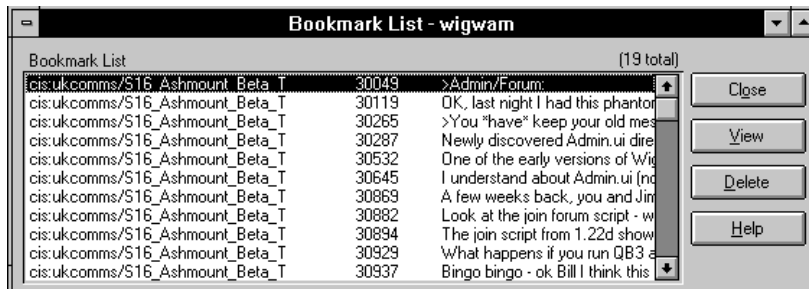 Bookmark List - wigwam
Bookmark List (19 total)
cis:ukcomms/S16_Ashmount_Beta_T 30049 >Admin/Forum:
cis:ukcomms/S16_Ashmount_Beta_T 30119 OK, last night I had this phantor
cis:ukcomms/S16_Ashmount_Beta_T 30265 >You *have* keep your old mes
cis:ukcomms/S16_Ashmount_Beta_T 30287 Newly discovered Admin.ui dire
cis:ukcomms/S16_Ashmount_Beta_T 30532 One of the early versions of Wig
cis:ukcomms/S16_Ashmount_Beta_T 30645 I understand about Admin.ui (no
cis:ukcomms/S16_Ashmount_Beta_T 30869 A few weeks back, you and Jim
cis:ukcomms/S16_Ashmount_Beta_T 30882 Look at the join forum script - w
cis:ukcomms/S16_Ashmount_Beta_T 30894 The join script from 1.22d show
cis:ukcomms/S16_Ashmount_Beta_T 30929 What happens if you run QB3 a
cis:ukcomms/S16_Ashmount_Beta_T 30937 Bingo bingo - ok Bill I think this
Close
View
Delete
Help